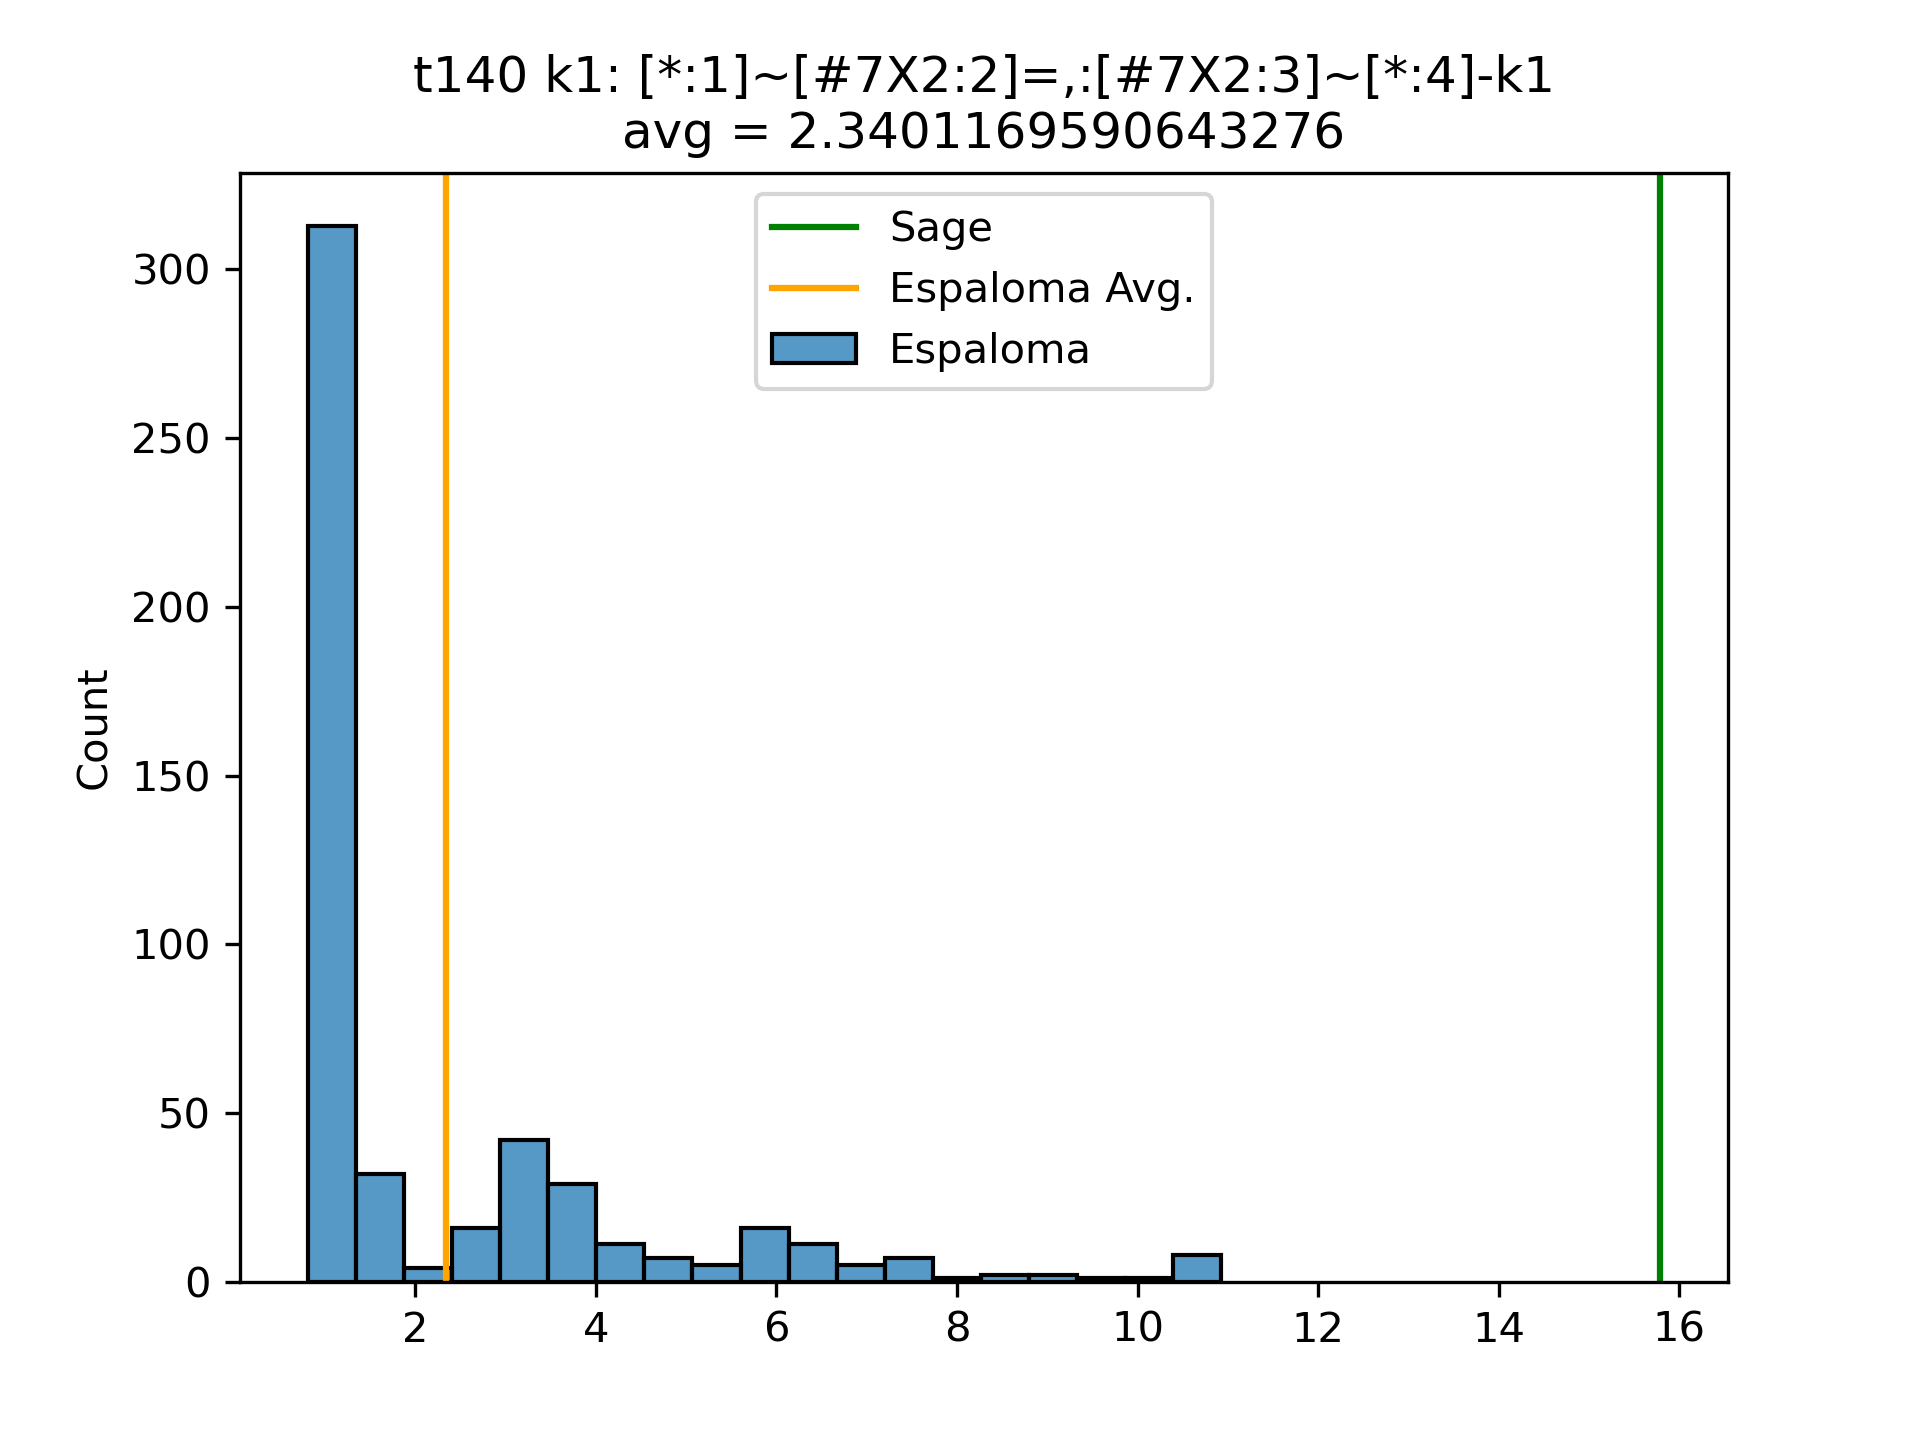 t140 k1: [*:1]~[#7X2:2]=,:[#7X2:3]~[*:4]-k1
avg = 2.3401169590643276
Sage
Espaloma Avg.
Espaloma
Count
300
250
200
150
100
50
0
2 4 6 8 10 12 14 16